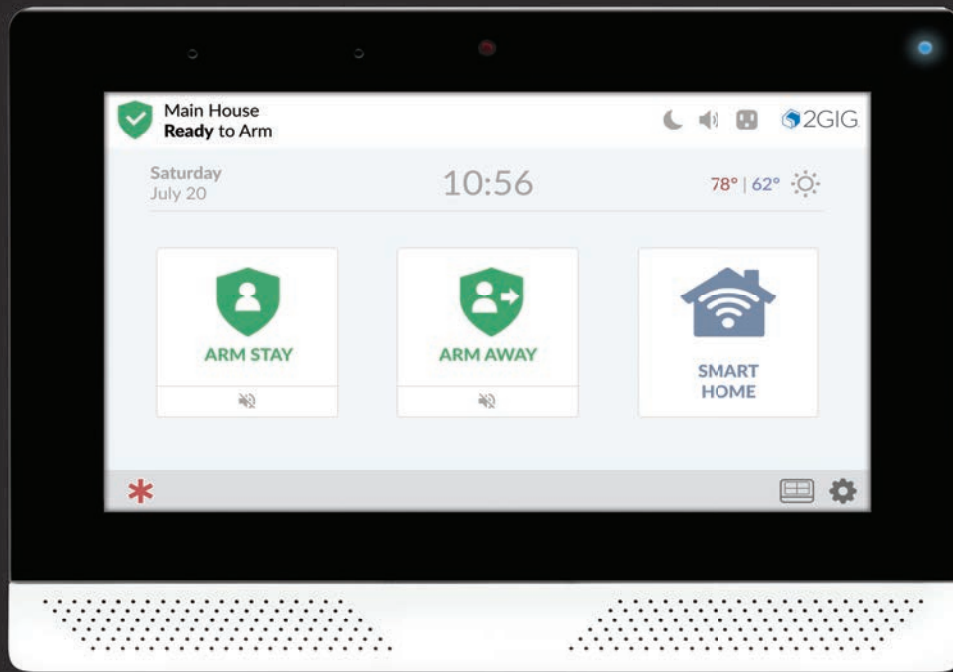 Main House
Ready to Arm
2GIG
Saturday
July 20
10:56
78° | 62°
ARM STAY
ARM AWAY
SMART
HOME